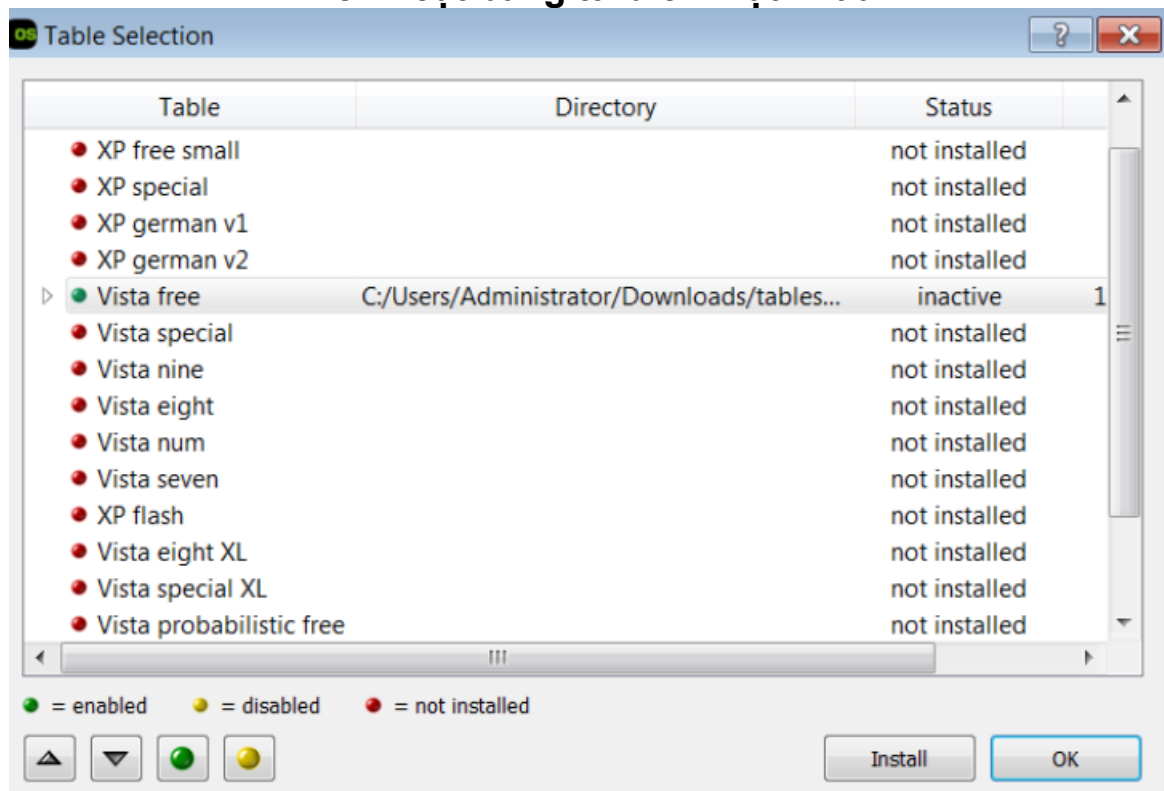 OS Table Selection
Table Directory Status
XP free small not installed
XP special not installed
XP german v1 not installed
XP german v2 not installed
Vista free C:/Users/Administrator/Downloads/tables... inactive 1
Vista special not installed
Vista nine not installed
Vista eight not installed
Vista num not installed
Vista seven not installed
XP flash not installed
Vista eight XL not installed
Vista special XL not installed
Vista probabilistic free not installed
= enabled = disabled = not installed
Install OK